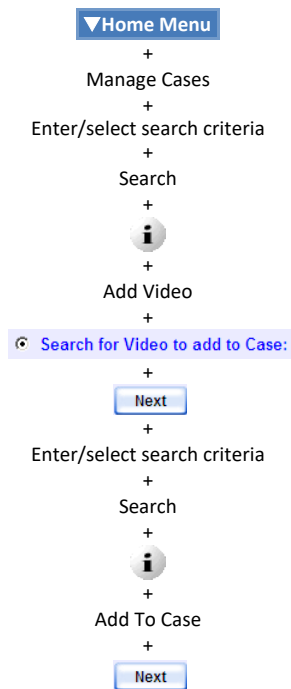 ▼Home Menu
+
Manage Cases
+
Enter/select search criteria
+
Search
+
i
+
Add Video
+
Search for Video to add to Case:
+
Next
+
Enter/select search criteria
+
Search
+
i
+
Add To Case
+
Next